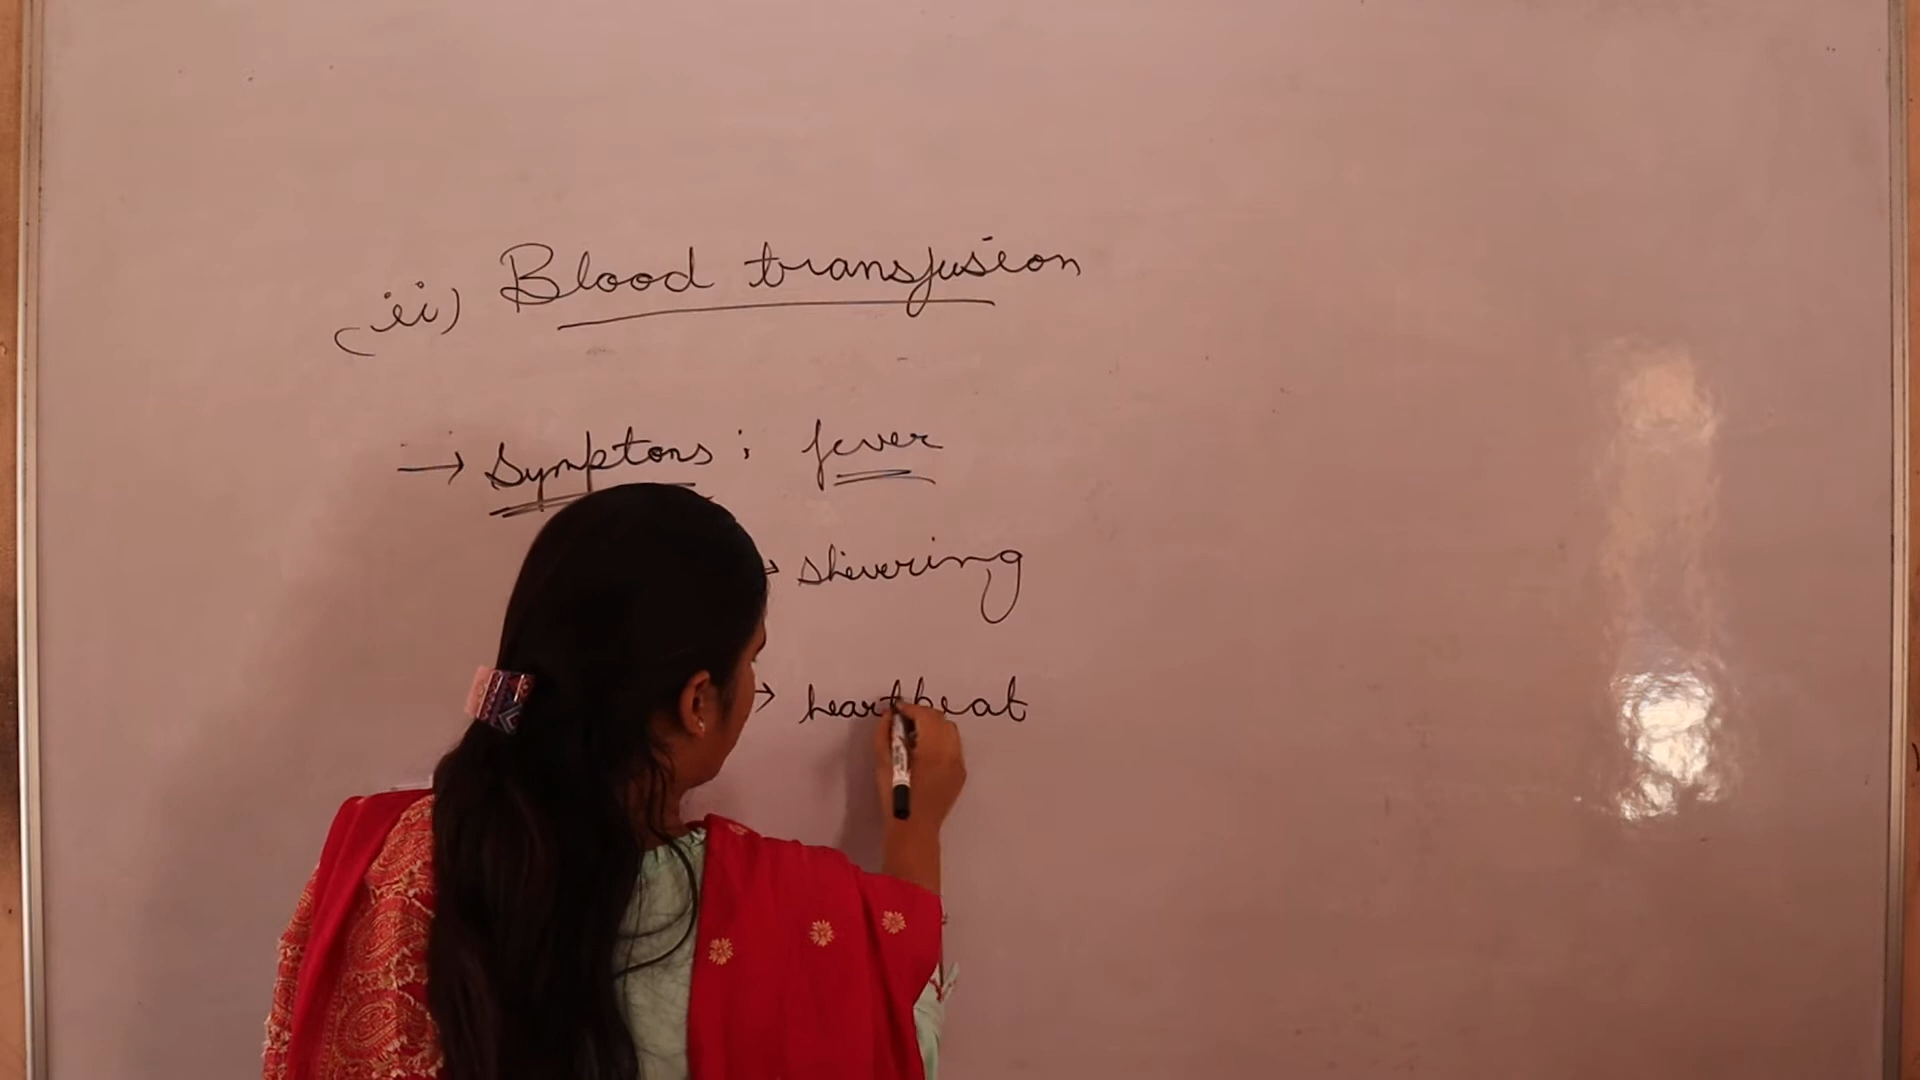 (ii) Blood transfusion
→ Symptons : fever
→ shivering
→ heartbeat